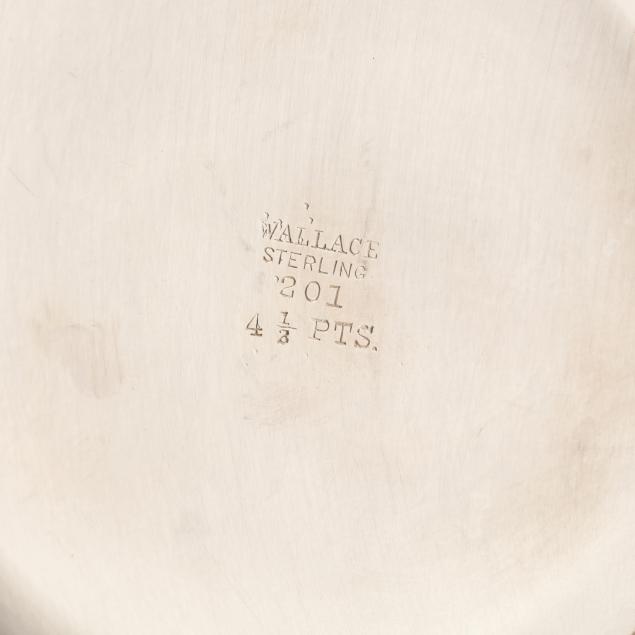 WALLACE
STERLING
201
4 1/2 PTS.